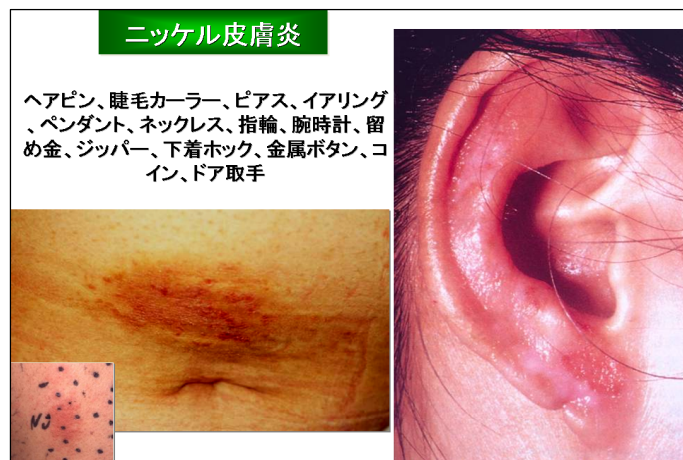 ニッケル皮膚炎
ヘアピン、睫毛カーラー、ピアス、イアリング
、ペンダント、ネックレス、指輪、腕時計、留
め金、ジッパー、下着ホック、金属ボタン、コ
イン、ドア取手